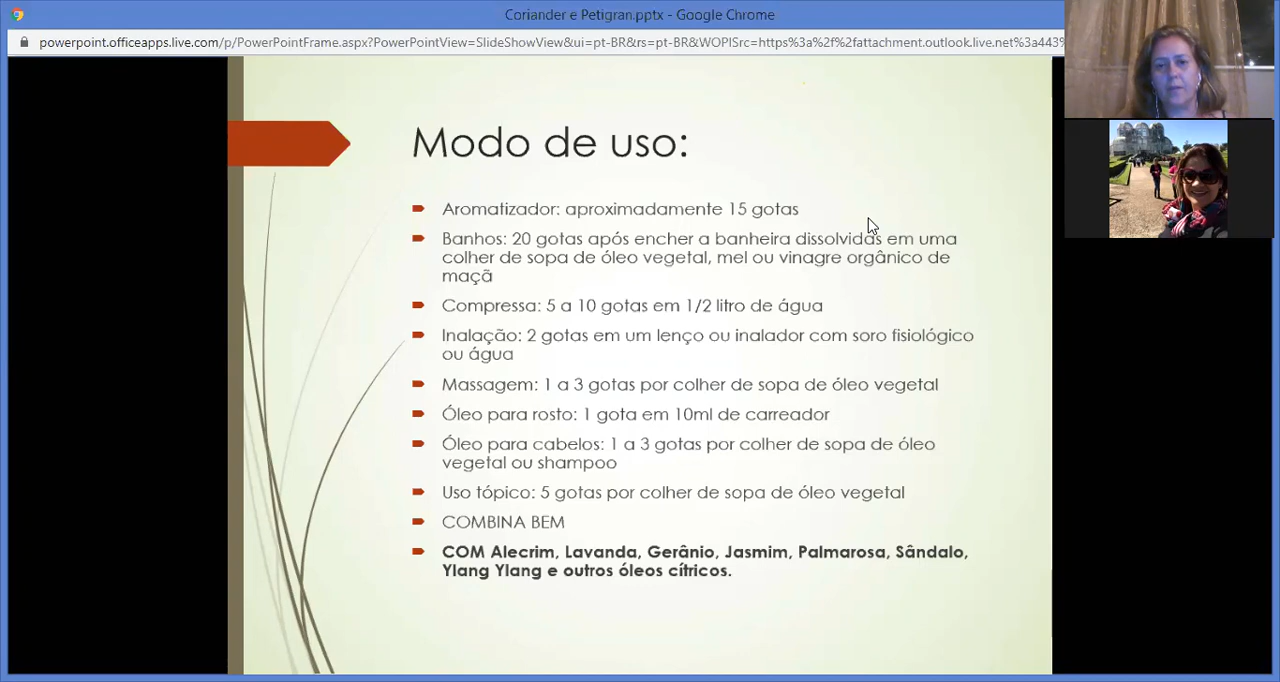 Coriander e Petigran.pptx - Google Chrome
powerpoint.officeapps.live.com/p/PowerPointFrame.aspx?PowerPointView=SlideShowView&ui=pt-BR&rs=pt-BR&WOPISrc=https%3a%2f%2fattachment.outlook.live.net%3a443%
Modo de uso:
Aromatizador: aproximadamente 15 gotas
Banhos: 20 gotas após encher a banheira dissolvidas em uma
colher de sopa de óleo vegetal, mel ou vinagre orgânico de
maçã
Compressa: 5 a 10 gotas em 1/2 litro de água
Inalação: 2 gotas em um lenço ou inalador com soro fisiológico
ou água
Massagem: 1 a 3 gotas por colher de sopa de óleo vegetal
Óleo para rosto: 1 gota em 10ml de carreador
Óleo para cabelos: 1 a 3 gotas por colher de sopa de óleo
vegetal ou shampoo
Uso tópico: 5 gotas por colher de sopa de óleo vegetal
COMBINA BEM
COM Alecrim, Lavanda, Gerânio, Jasmim, Palmarosa, Sândalo,
Ylang Ylang e outros óleos cítricos.